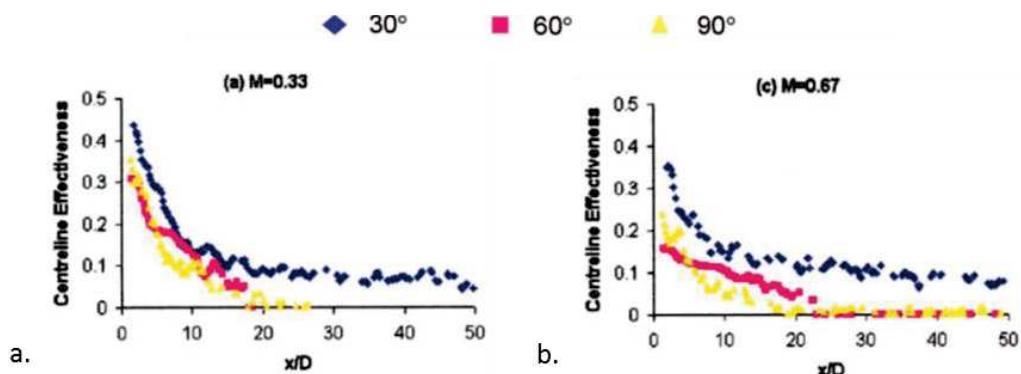 30° 60° 90°
(a) M=0.33
Centreline Effectiveness
0.5
0.4
0.3
0.2
0.1
0
0 10 20 30 40 50
x/D
a.
(c) M=0.67
Centreline Effectiveness
0.5
0.4
0.3
0.2
0.1
0
0 10 20 30 40 50
x/D
b.